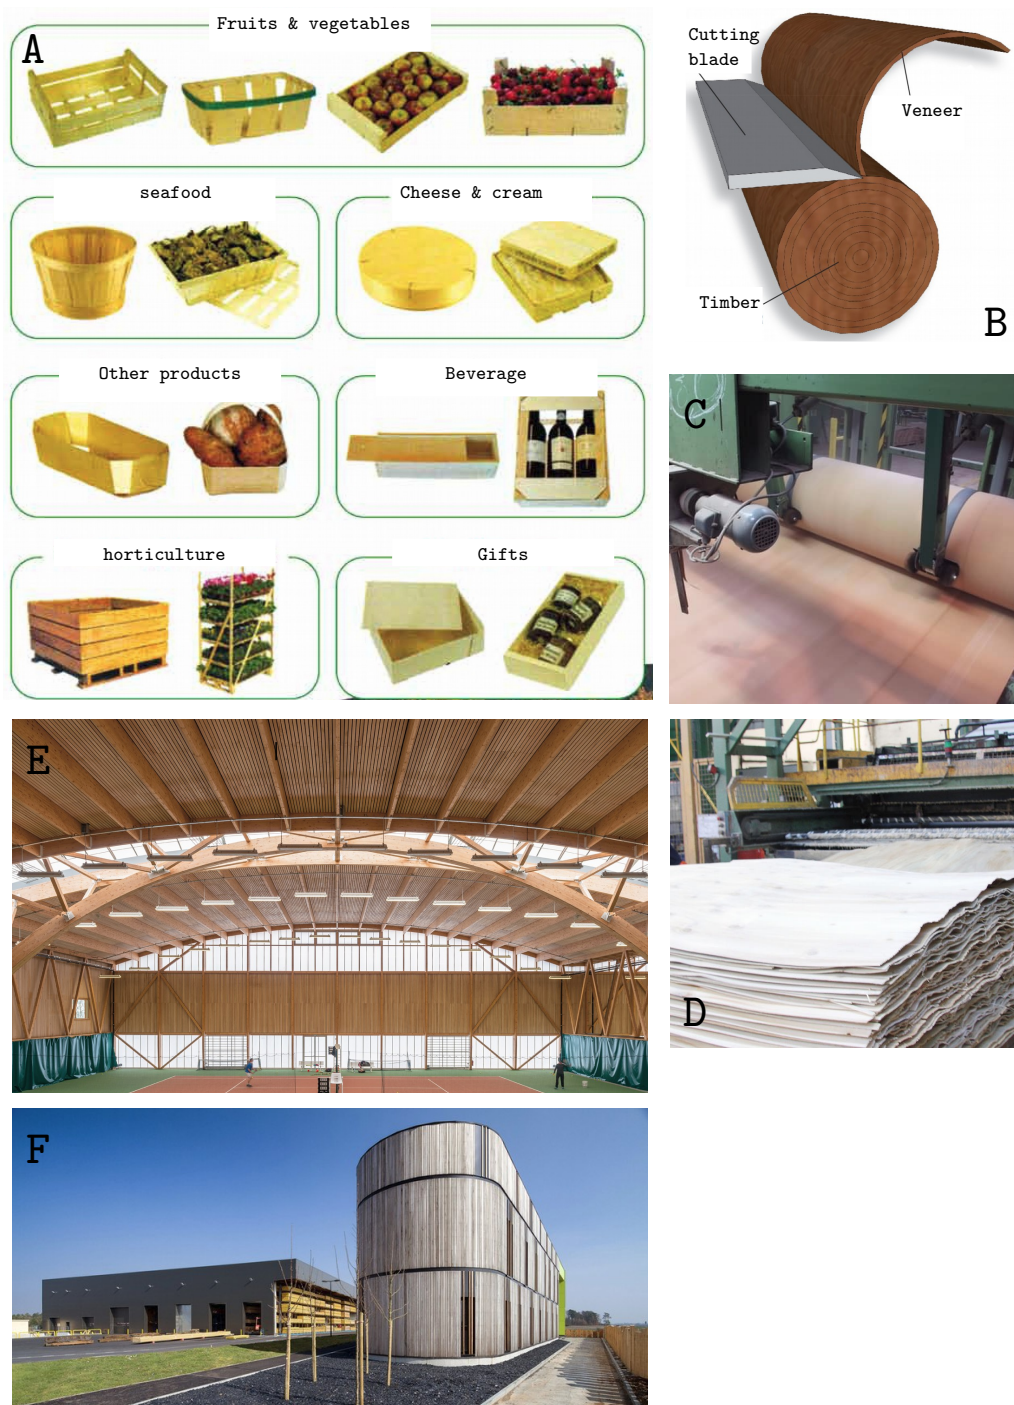 A
Fruits & vegetables
seafood
Cheese & cream
Other products
Beverage
horticulture
Gifts
Cutting
blade
Veneer
Timber
B
C
E
D
F